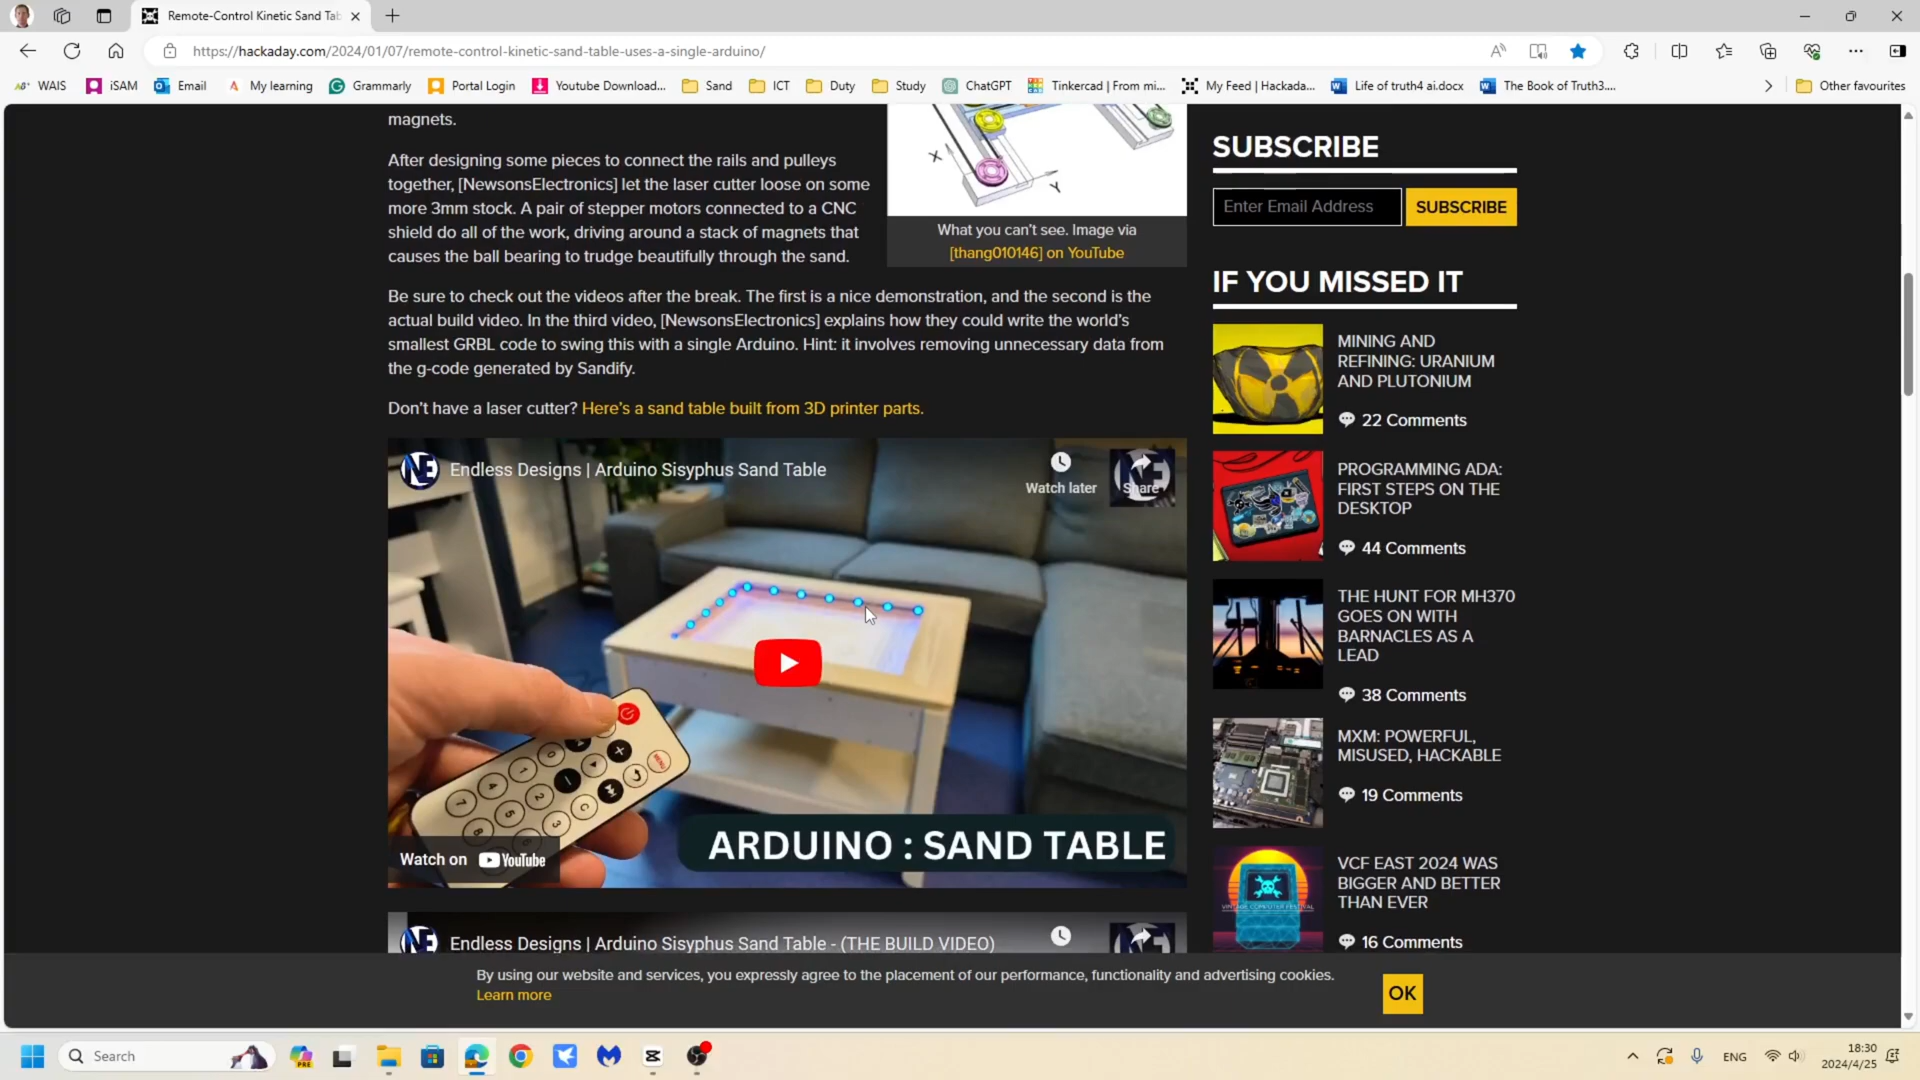 Remote-Control Kinetic Sand Tab
https://hackaday.com/2024/01/07/remote-control-kinetic-sand-table-uses-a-single-arduino/
WAIS
iSAM
Email
My learning
Grammarly
Portal Login
Youtube Download...
Sand
ICT
Duty
Study
ChatGPT
Tinkercad | From mi...
My Feed | Hackada...
Life of truth4 ai.docx
The Book of Truth3....
Other favourites
magnets.
After designing some pieces to connect the rails and pulleys
together, [NewsonsElectronics] let the laser cutter loose on some
more 3mm stock. A pair of stepper motors connected to a CNC
shield do all of the work, driving around a stack of magnets that
causes the ball bearing to trudge beautifully through the sand.
X
Y
What you can't see. Image via
[thang010146] on YouTube
Be sure to check out the videos after the break. The first is a nice demonstration, and the second is the
actual build video. In the third video, [NewsonsElectronics] explains how they could write the world's
smallest GRBL code to swing this with a single Arduino. Hint: it involves removing unnecessary data from
the g-code generated by Sandify.
Don't have a laser cutter? Here's a sand table built from 3D printer parts.
NE
Endless Designs | Arduino Sisyphus Sand Table
Watch later
Share
MENU
0
1
2
3
4
5
7
8
C
+
-
Watch on YouTube
ARDUINO : SAND TABLE
NE
Endless Designs | Arduino Sisyphus Sand Table - (THE BUILD VIDEO)
SUBSCRIBE
Enter Email Address
SUBSCRIBE
IF YOU MISSED IT
MINING AND
REFINING: URANIUM
AND PLUTONIUM
22 Comments
PROGRAMMING ADA:
FIRST STEPS ON THE
DESKTOP
44 Comments
THE HUNT FOR MH370
GOES ON WITH
BARNACLES AS A
LEAD
38 Comments
MXM: POWERFUL,
MISUSED, HACKABLE
19 Comments
VINTAGE COMPUTER FESTIVAL
VCF EAST 2024 WAS
BIGGER AND BETTER
THAN EVER
16 Comments
By using our website and services, you expressly agree to the placement of our performance, functionality and advertising cookies.
Learn more
OK
Search
PRE
ENG
18:30
2024/4/25